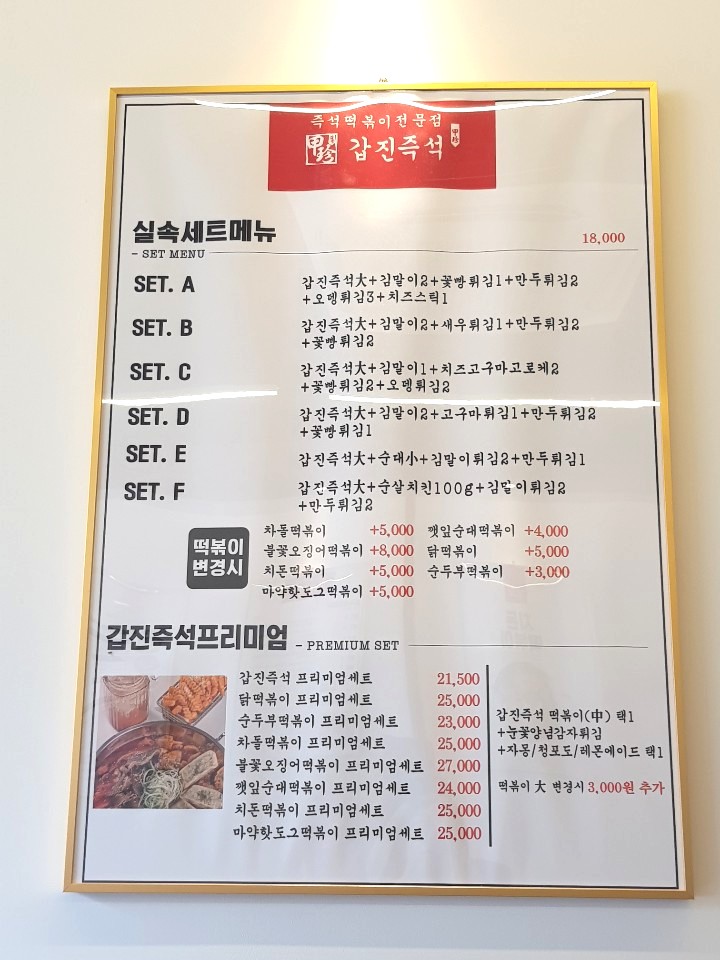 즉석떡볶이전문점
갑진즉석
甲珍
실속세트메뉴
- SET MENU
18,000
SET. A
갑진즉석大+김말이2+꽃빵튀김1+만두튀김2
+오뎅튀김3+치즈스틱1
SET. B
갑진즉석大+김말이2+새우튀김1+만두튀김2
+꽃빵튀김2
SET. C
갑진즉석大+김말이1+치즈고구마고로케2
+꽃빵튀김2+오뎅튀김2
SET. D
갑진즉석大+김말이2+고구마튀김1+만두튀김2
+꽃빵튀김1
SET. E
갑진즉석大+순대小+김말이튀김2+만두튀김1
SET. F
갑진즉석大+순살치킨100g+김말이튀김2
+만두튀김2
떡볶이
변경시
차돌떡볶이 +5,000 깻잎순대떡볶이 +4,000
불꽃오징어떡볶이 +8,000 닭떡볶이 +5,000
치돈떡볶이 +5,000 순두부떡볶이 +3,000
마약핫도그떡볶이 +5,000
갑진즉석프리미엄 - PREMIUM SET
갑진즉석 프리미엄세트 21,500
닭떡볶이 프리미엄세트 25,000
순두부떡볶이 프리미엄세트 23,000
차돌떡볶이 프리미엄세트 25,000
불꽃오징어떡볶이 프리미엄세트 27,000
깻잎순대떡볶이 프리미엄세트 24,000
치돈떡볶이 프리미엄세트 25,000
마약핫도그떡볶이 프리미엄세트 25,000
갑진즉석 떡볶이(中) 택1
+눈꽃양념감자튀김
+자몽/청포도/레몬에이드 택1
떡볶이 大 변경시 3,000원 추가